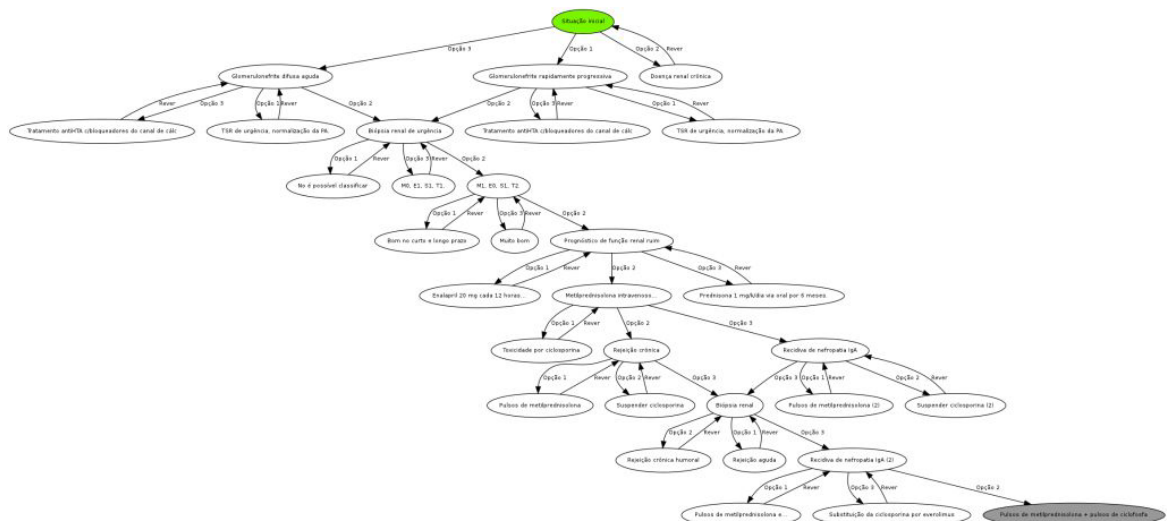 Situação inicial
Opção 3
Opção 1
Opção 2
Rever
Glomerulonefrite difusa aguda
Glomerulonefrite rapidamente progressiva
Doença renal crônica
Rever
Opção 3
Opção 1
Rever
Opção 2
Opção 2
Opção 3
Rever
Opção 1
Rever
Tratamento antiHTA c/bloqueadores do canal de cálc
TSR de urgência, normalização da PA.
Biópsia renal de urgência
Tratamento antiHTA c/bloqueadores do canal de cálc
TSR de urgência, normalização da PA
Opção 1
Rever
Opção 3
Rever
Opção 2
No é possível classificar
M0, E1, S1, T1.
M1, E0, S1, T2.
Opção 1
Rever
Opção 3
Rever
Opção 2
Bom no curto e longo prazo
Muito bom
Prognóstico de função renal ruim
Opção 1
Rever
Opção 2
Opção 3
Rever
Enalapril 20 mg cada 12 horas...
Metilprednisolona intravenosa...
Prednisona 1 mg/k/dia via oral por 6 meses.
Opção 1
Rever
Opção 2
Opção 3
Toxicidade por ciclosporina
Rejeição crônica
Recidiva de nefropatia IgA
Opção 1
Rever
Opção 2
Rever
Opção 3
Opção 3
Opção 1
Rever
Opção 2
Rever
Pulsos de metilprednisolona
Suspender ciclosporina
Biópsia renal
Pulsos de metilprednisolona (2)
Suspender ciclosporina (2)
Opção 2
Rever
Opção 1
Rever
Opção 3
Rejeição crônica humoral
Rejeição aguda
Recidiva de nefropatia IgA (2)
Opção 1
Rever
Opção 3
Rever
Opção 2
Pulsos de metilprednisolona e...
Substituição da ciclosporina por everolimus
Pulsos de metilprednisolona + pulsos de ciclofosfa